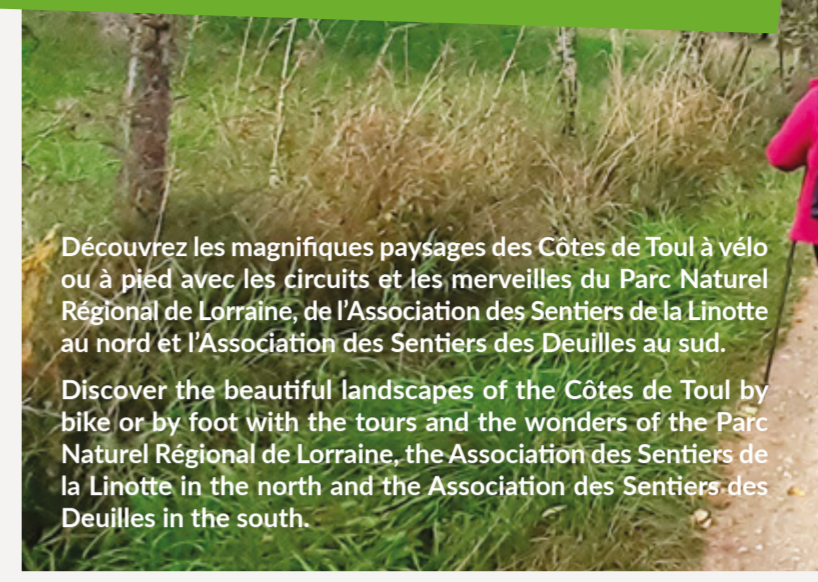 Découvrez les magnifiques paysages des Côtes de Toul à vélo
ou à pied avec les circuits et les merveilles du Parc Naturel
Régional de Lorraine, de l'Association des Sentiers de la Linotte
au nord et l'Association des Sentiers des Deuilles au sud.
Discover the beautiful landscapes of the Côtes de Toul by
bike or by foot with the tours and the wonders of the Parc
Naturel Régional de Lorraine, the Association des Sentiers de
la Linotte in the north and the Association des Sentiers des
Deuilles in the south.